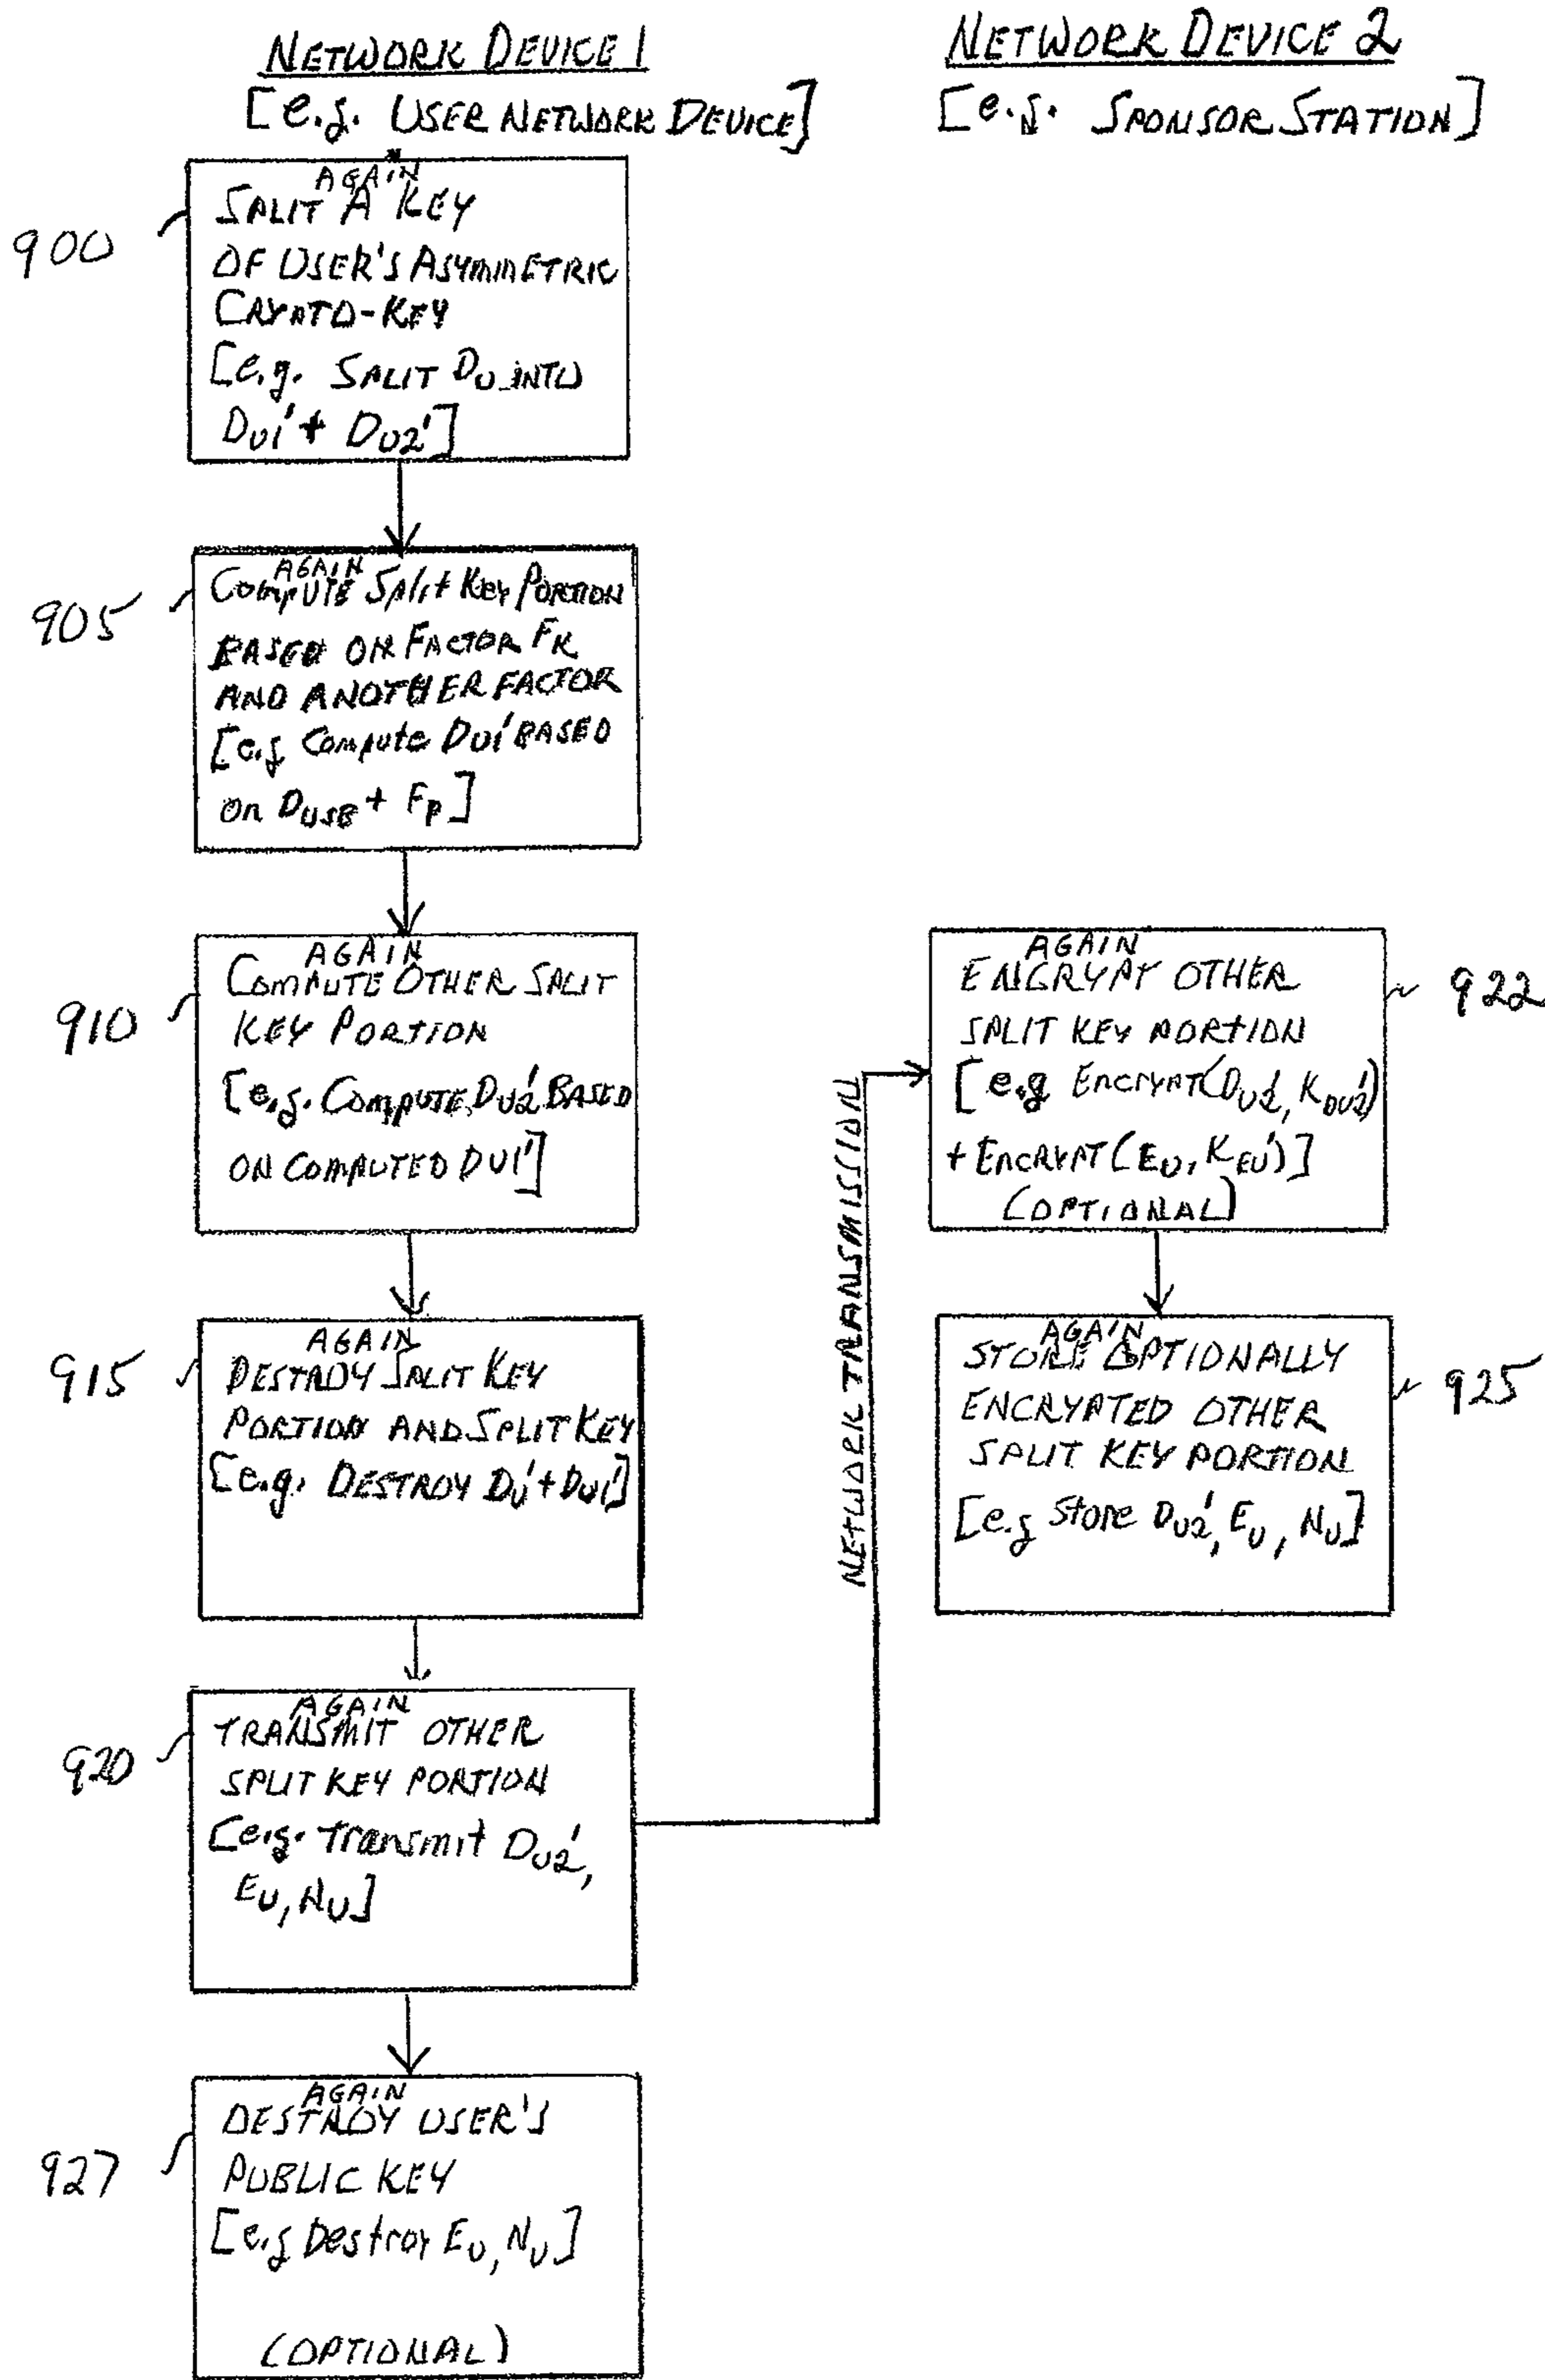 NETWORK DEVICE 1
[e.g. USER NETWORK DEVICE]
NETWORK DEVICE 2
[e.g. SPONSOR STATION]
900
AGAIN
SPLIT A KEY
OF USER'S ASYMMETRIC
CRYPTO-KEY
[e.g. SPLIT DU INTO
DU1' + DU2']
905
AGAIN
COMPUTE Split KEY PORTION
BASED ON FACTOR FK
AND ANOTHER FACTOR
[e.g Compute DU1' BASED
On DUSB + FP]
910
AGAIN
COMPUTE OTHER SPLIT
KEY PORTION
[e.g. COMPUTE DU2' BASED
ON COMPUTED DU1']
915
AGAIN
DESTROY SPLIT KEY
PORTION AND SPLIT KEY
[e.g. DESTROY DU' + DU1']
920
AGAIN
TRANSMIT OTHER
SPLIT KEY PORTION
[e.g. Transmit DU2',
EU, NU]
927
AGAIN
DESTROY USER'S
PUBLIC KEY
[e.g Destroy EU, NU]
(OPTIONAL)
NETWORK TRANSMISSION
AGAIN
ENCRYPT OTHER
SPLIT KEY PORTION
[e.g ENCRYPT(DU2', KDU2')
+ ENCRYPT(EU, KEU')]
(OPTIONAL)
922
AGAIN
STORE OPTIONALLY
ENCRYPTED OTHER
SPLIT KEY PORTION
[e.g Store DU2', EU, NU]
925